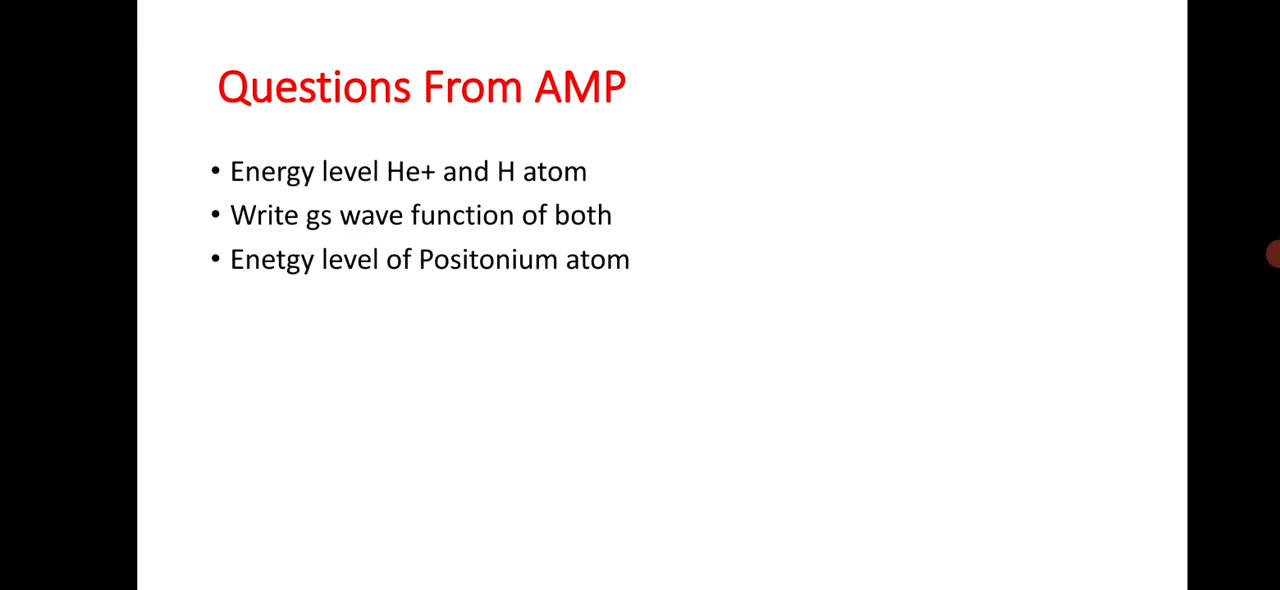 Questions From AMP
• Energy level He+ and H atom
• Write gs wave function of both
• Enetgy level of Positonium atom